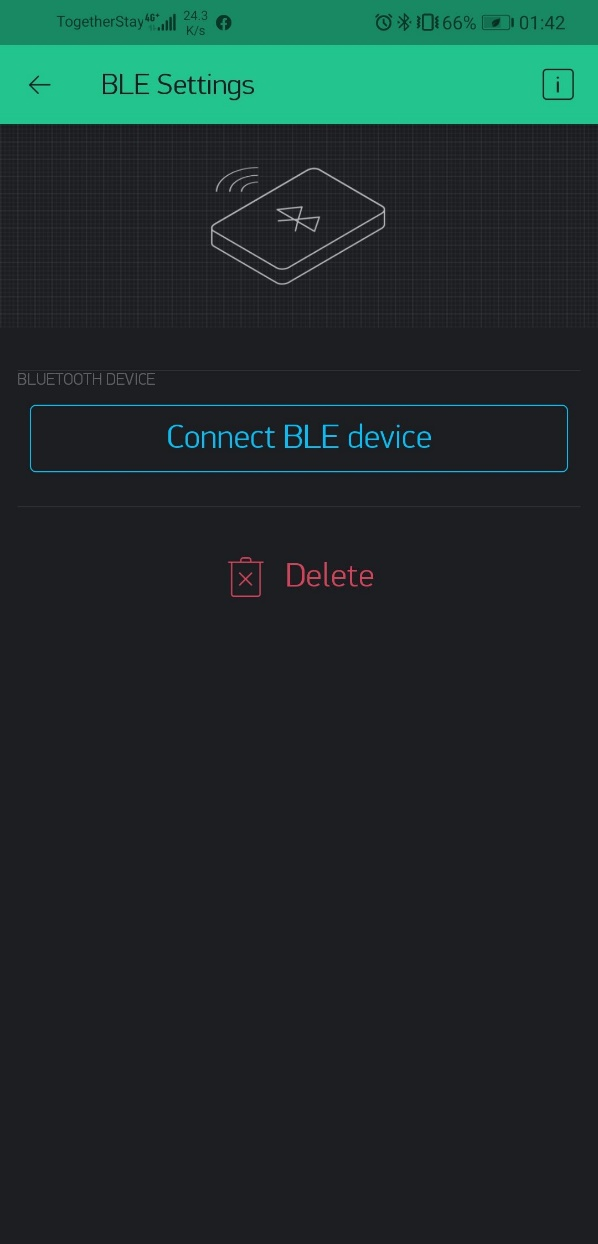 TogetherStay 4G+ 24.3 K/s 66% 01:42
BLE Settings
BLUETOOTH DEVICE
Connect BLE device
Delete